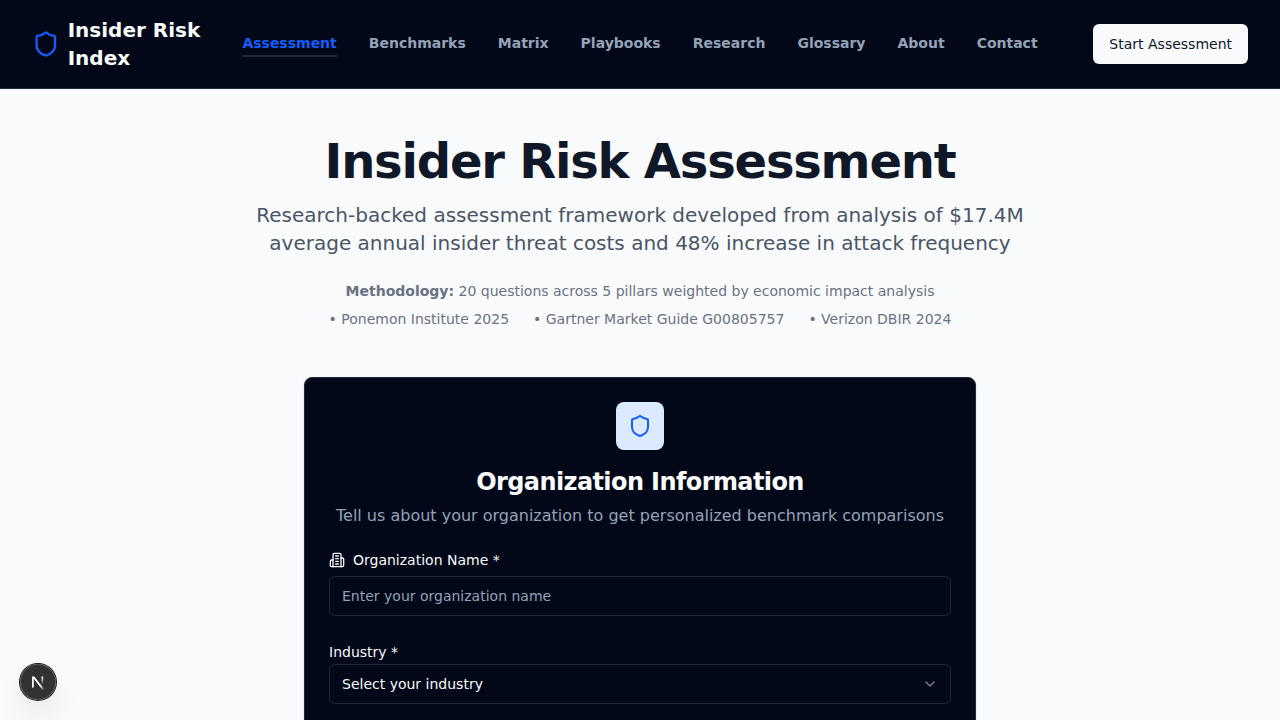 Insider Risk
Index
Assessment
Benchmarks
Matrix
Playbooks
Research
Glossary
About
Contact
Start Assessment
Insider Risk Assessment
Research-backed assessment framework developed from analysis of $17.4M
average annual insider threat costs and 48% increase in attack frequency
Methodology: 20 questions across 5 pillars weighted by economic impact analysis
• Ponemon Institute 2025 • Gartner Market Guide G00805757 • Verizon DBIR 2024
Organization Information
Tell us about your organization to get personalized benchmark comparisons
Organization Name *
Enter your organization name
Industry *
Select your industry
N